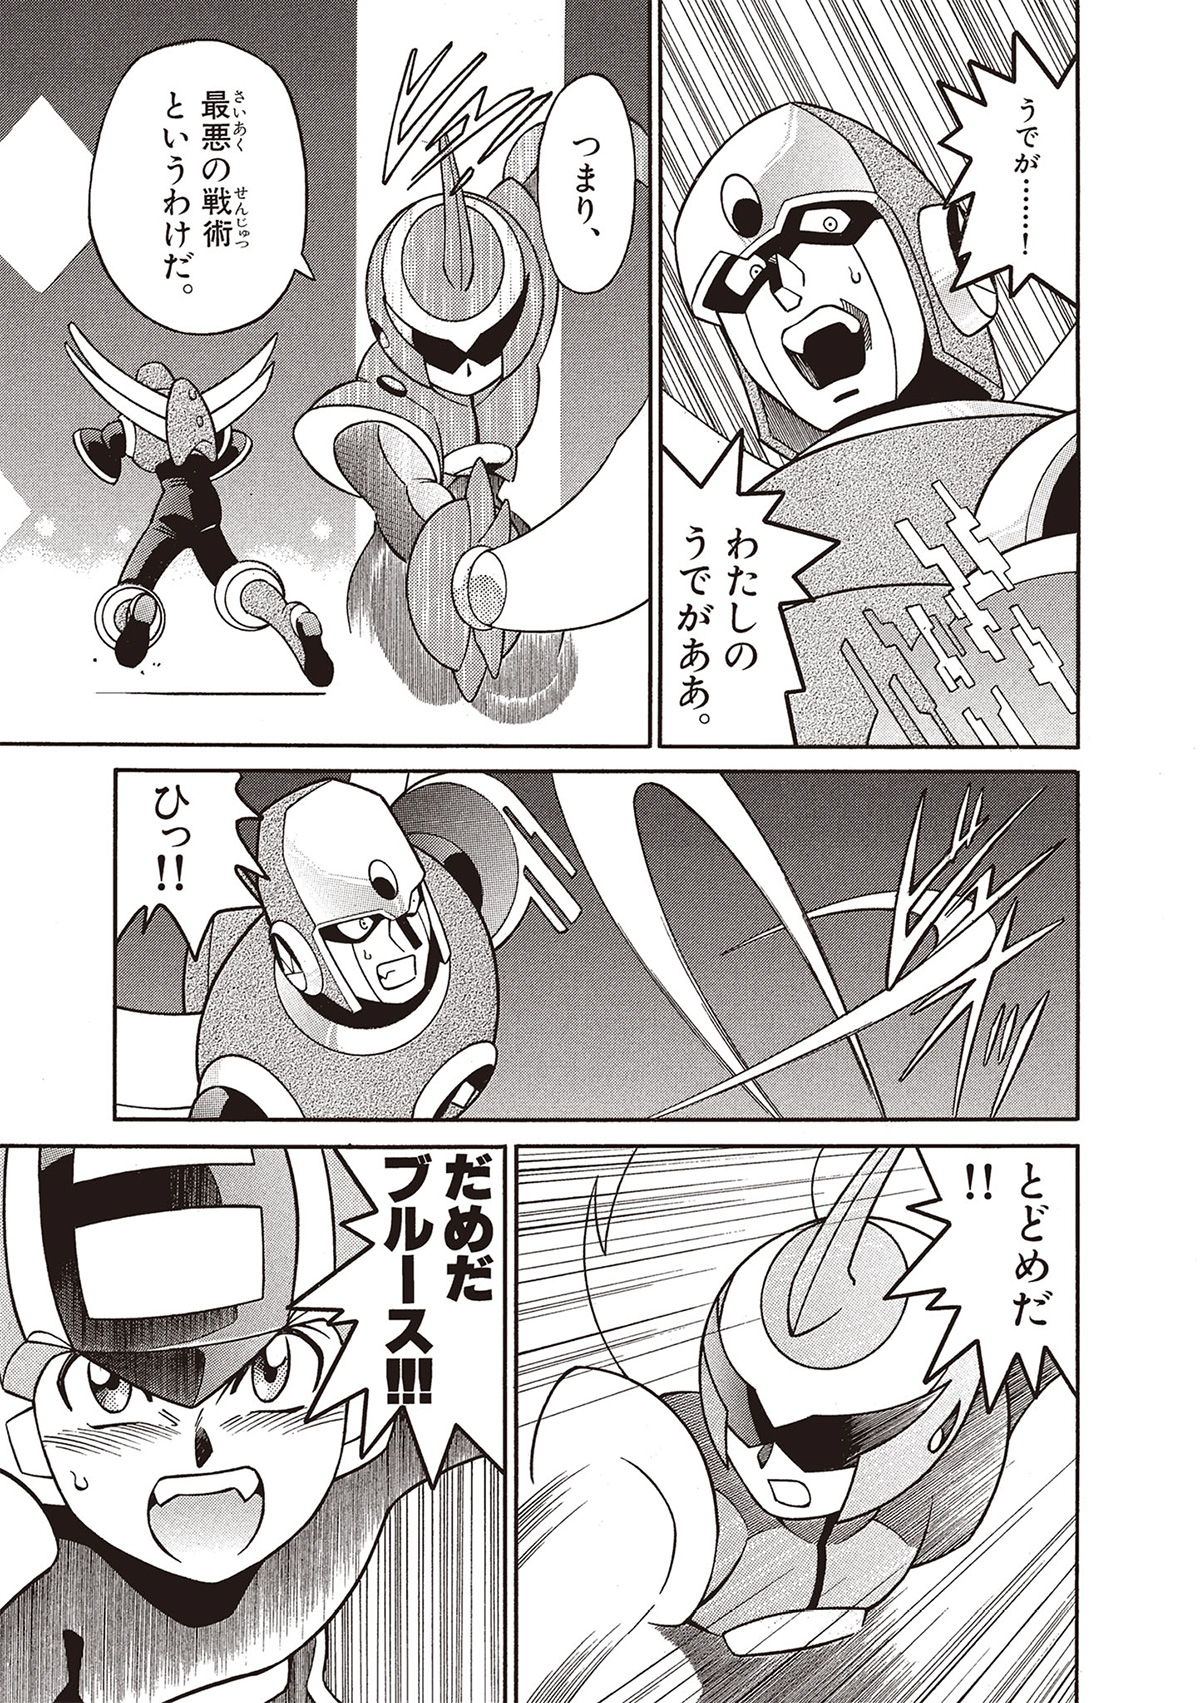 うでが……！
わたしの
うでがああ。
つまり、
最悪の戦術
さいあく
せんじゅつ
というわけだ。
ひっ!!
とどめだ
!!
だめだ
ブルース!!!